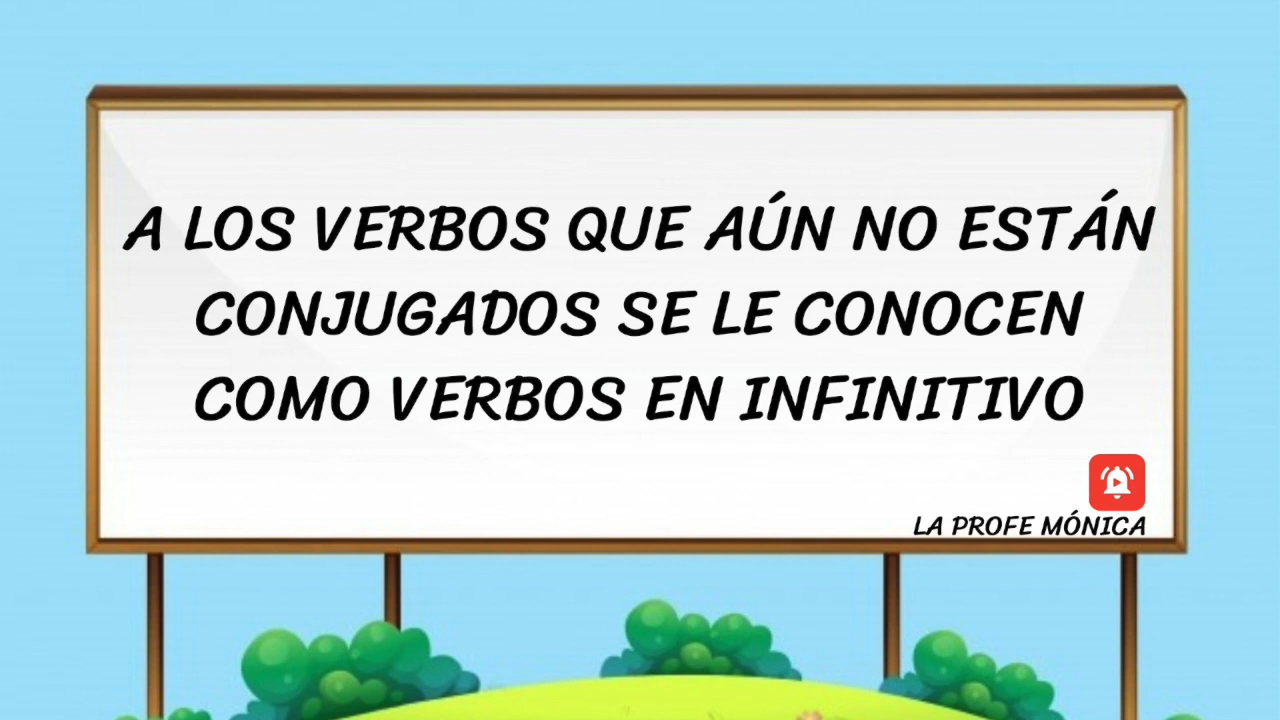 A LOS VERBOS QUE AÚN NO ESTÁN
CONJUGADOS SE LE CONOCEN
COMO VERBOS EN INFINITIVO
LA PROFE MÓNICA